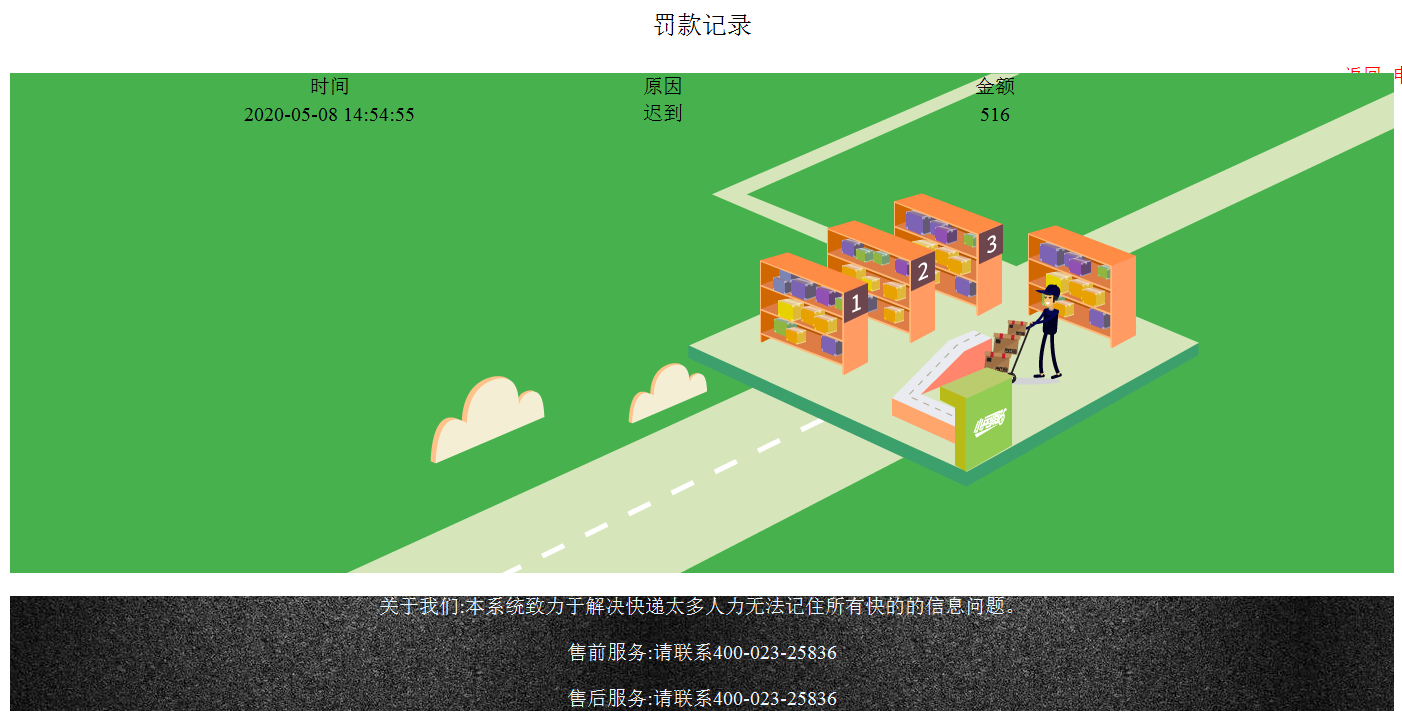 罚款记录
返回
时间 原因 金额
2020-05-08 14:54:55 迟到 516
3
2
1
关于我们:本系统致力于解决快递太多人力无法记住所有快的的信息问题。
售前服务:请联系400-023-25836
售后服务:请联系400-023-25836